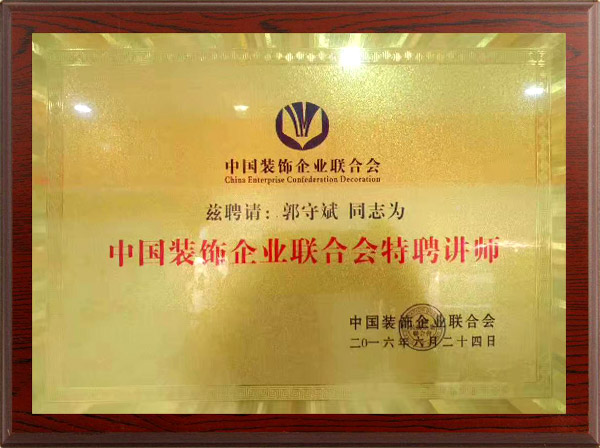 中国装饰企业联合会
China Enterprise Confederation Decoration
兹聘请：郭守斌 同志为
中国装饰企业联合会特聘讲师
中国装饰企业联合会
二〇一六年六月二十四日